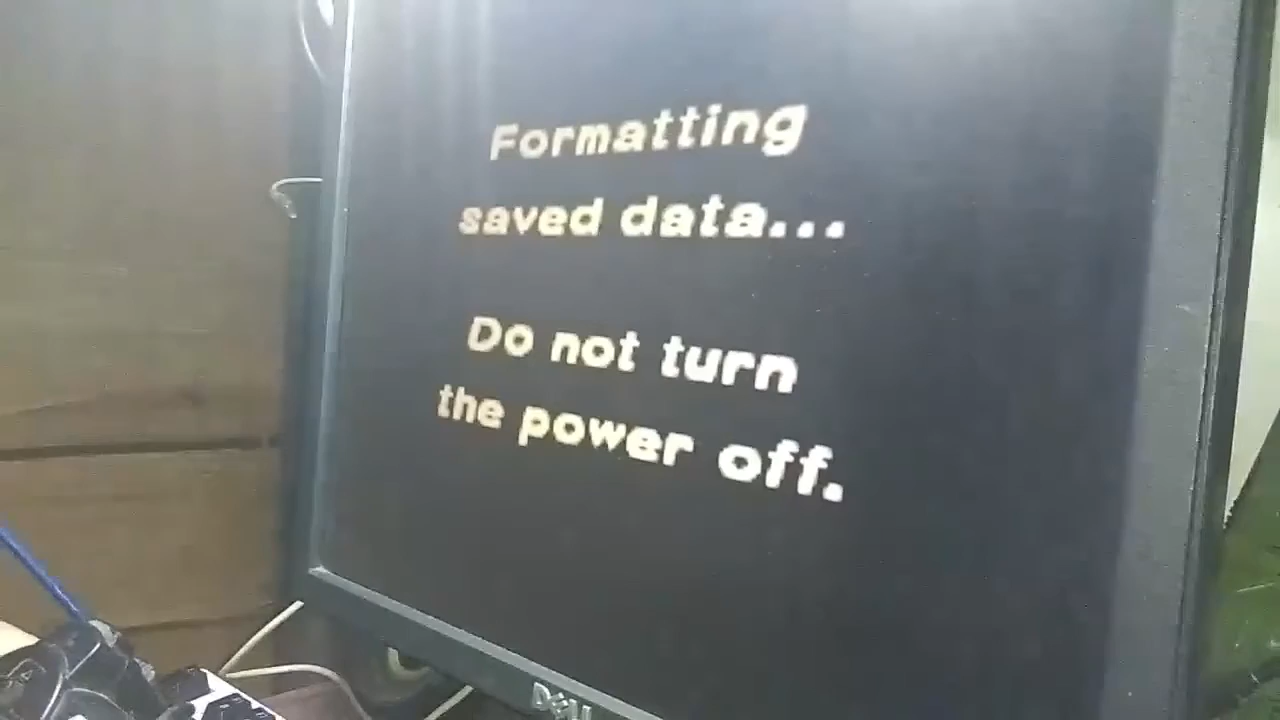 Formatting
saved data...
Do not turn
the power off.
DELL